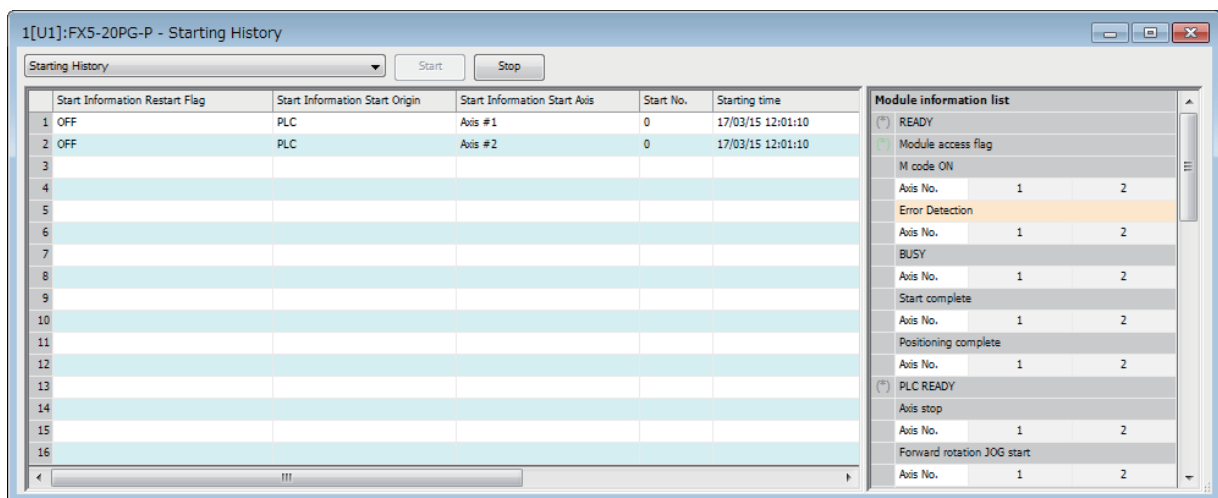 1[U1]:FX5-20PG-P - Starting History
Starting History Start Stop
Start Information Restart Flag Start Information Start Origin Start Information Start Axis Start No. Starting time
1 OFF PLC Axis #1 0 17/03/15 12:01:10
2 OFF PLC Axis #2 0 17/03/15 12:01:10
3
4
5
6
7
8
9
10
11
12
13
14
15
16
Module information list
(*) READY
(*) Module access flag
M code ON
Axis No. 1 2
Error Detection
Axis No. 1 2
BUSY
Axis No. 1 2
Start complete
Axis No. 1 2
Positioning complete
Axis No. 1 2
(*) PLC READY
Axis stop
Axis No. 1 2
Forward rotation JOG start
Axis No. 1 2